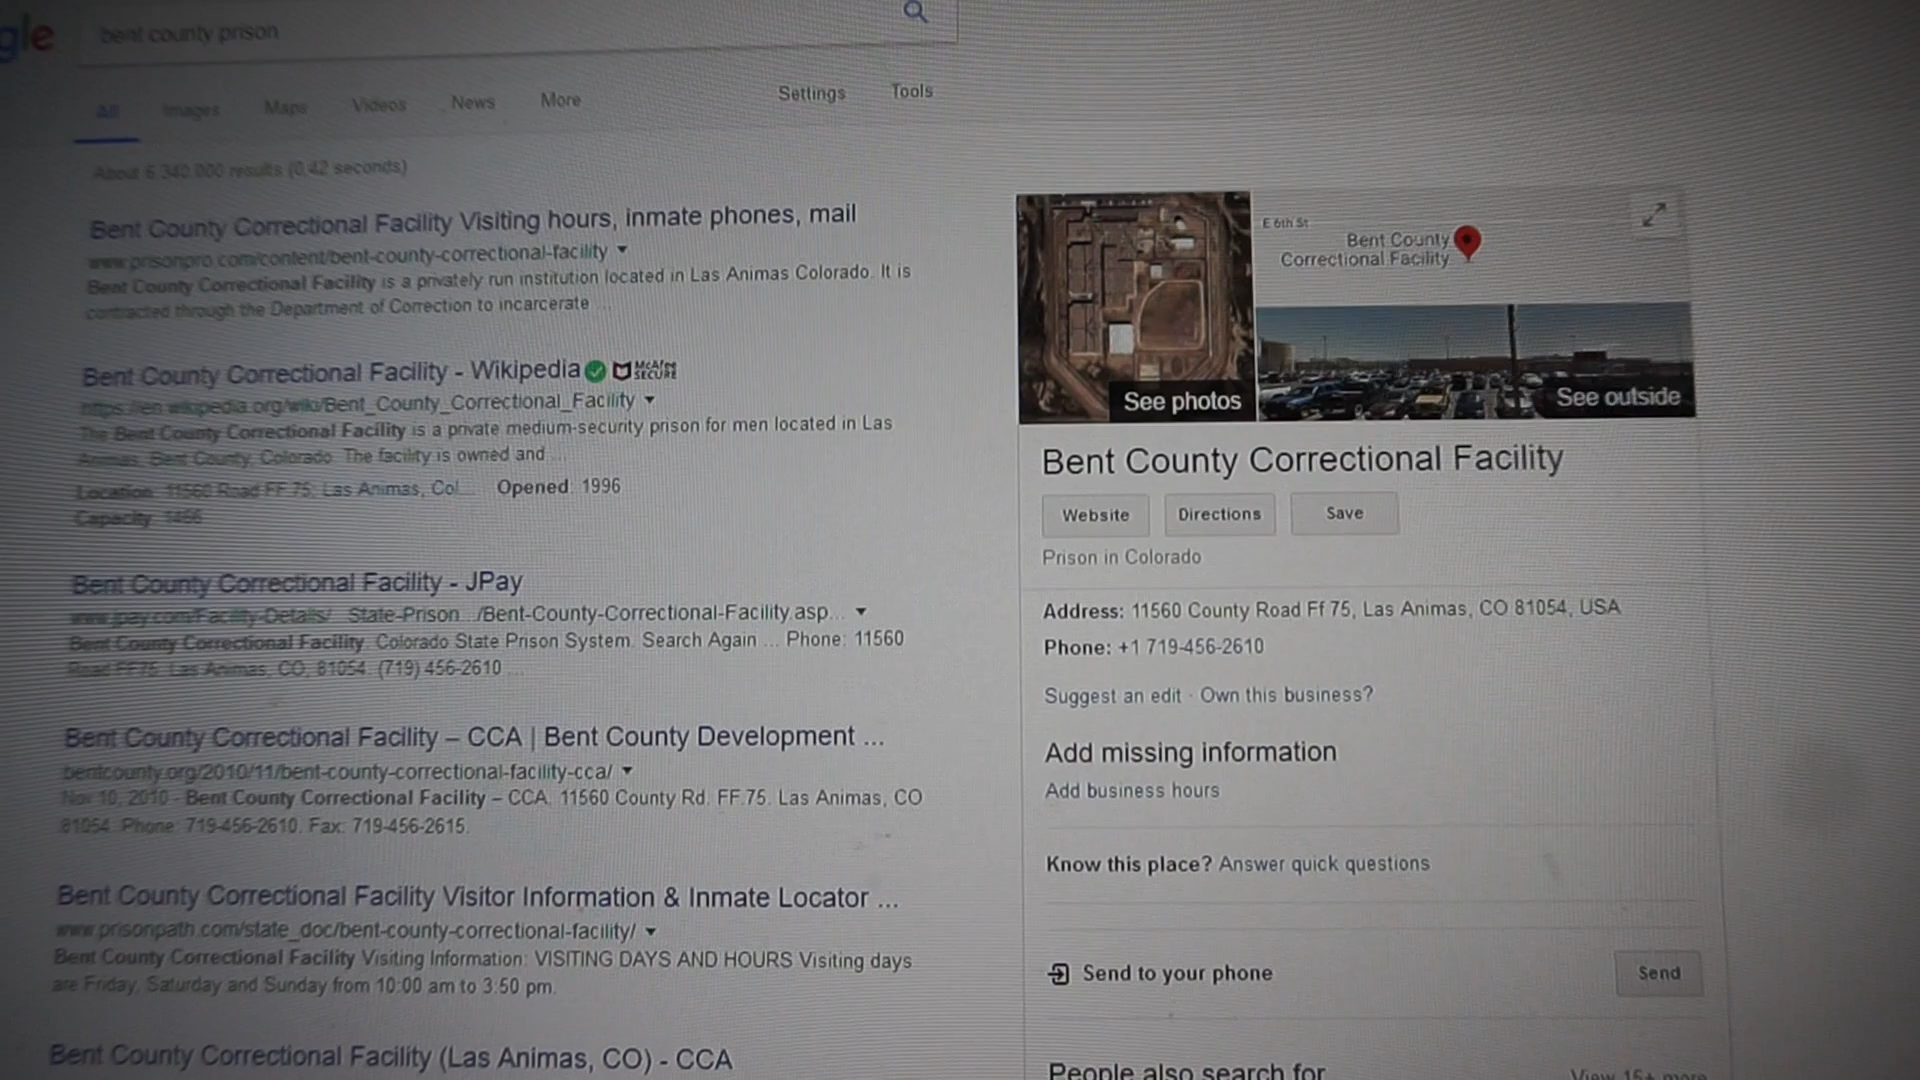 gle
bent county prison
All Images Maps Videos News More Settings Tools
About 6,340,000 results (0.42 seconds)
Bent County Correctional Facility Visiting hours, inmate phones, mail
www.prisonpro.com/content/bent-county-correctional-facility
Bent County Correctional Facility is a privately run institution located in Las Animas Colorado. It is
contracted through the Department of Correction to incarcerate ...
Bent County Correctional Facility - Wikipedia McAfee SECURE
https://en.wikipedia.org/wiki/Bent_County_Correctional_Facility
The Bent County Correctional Facility is a private medium-security prison for men located in Las
Animas, Bent County, Colorado. The facility is owned and ...
Location: 11560 Road FF 75, Las Animas, Col... Opened: 1996
Capacity: 1466
Bent County Correctional Facility - JPay
www.jpay.com/Facility-Details/...State-Prison.../Bent-County-Correctional-Facility.asp...
Bent County Correctional Facility. Colorado State Prison System. Search Again ... Phone: 11560
Road FF75. Las Animas, CO, 81054. (719) 456-2610 ...
Bent County Correctional Facility – CCA | Bent County Development ...
bentcounty.org/2010/11/bent-county-correctional-facility-cca/
Nov 10, 2010 - Bent County Correctional Facility – CCA. 11560 County Rd. FF.75. Las Animas, CO
81054. Phone: 719-456-2610. Fax: 719-456-2615.
Bent County Correctional Facility Visitor Information & Inmate Locator ...
www.prisonpath.com/state_doc/bent-county-correctional-facility/
Bent County Correctional Facility Visiting Information: VISITING DAYS AND HOURS Visiting days
are Friday, Saturday and Sunday from 10:00 am to 3:50 pm.
Bent County Correctional Facility (Las Animas, CO) - CCA
E 6th St
Bent County
Correctional Facility
See photos
See outside
Bent County Correctional Facility
Website Directions Save
Prison in Colorado
Address: 11560 County Road Ff 75, Las Animas, CO 81054, USA
Phone: +1 719-456-2610
Suggest an edit · Own this business?
Add missing information
Add business hours
Know this place? Answer quick questions
Send to your phone Send
People also search for View 15+ more